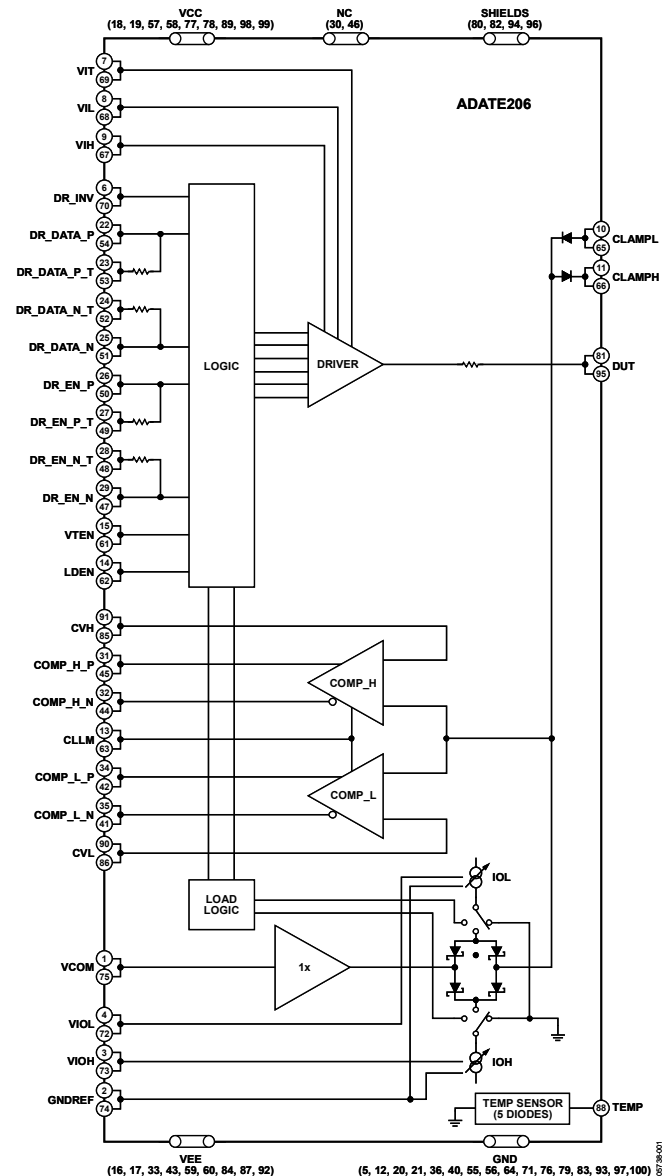 VCC
(18, 19, 57, 58, 77, 78, 89, 98, 99)
NC
(30, 46)
SHIELDS
(80, 82, 94, 96)
ADATE206
7
VIT
69
8
VIL
68
9
VIH
67
6
DR_INV
70
22
DR_DATA_P
54
23
DR_DATA_P_T
53
24
DR_DATA_N_T
52
25
DR_DATA_N
51
26
DR_EN_P
50
27
DR_EN_P_T
49
28
DR_EN_N_T
48
29
DR_EN_N
47
15
VTEN
61
14
LDEN
62
LOGIC
DRIVER
10
CLAMPL
65
11
CLAMPH
66
81
DUT
95
91
CVH
85
31
COMP_H_P
45
32
COMP_H_N
44
13
CLLM
63
34
COMP_L_P
42
35
COMP_L_N
41
90
CVL
86
COMP_H
COMP_L
LOAD
LOGIC
IOL
1
VCOM
75
1x
4
VIOL
72
3
VIOH
73
2
GNDREF
74
IOH
TEMP SENSOR
(5 DIODES)
88
TEMP
VEE
(16, 17, 33, 43, 59, 60, 84, 87, 92)
GND
(5, 12, 20, 21, 36, 40, 55, 56, 64, 71, 76, 79, 83, 93, 97, 100)
05738-001